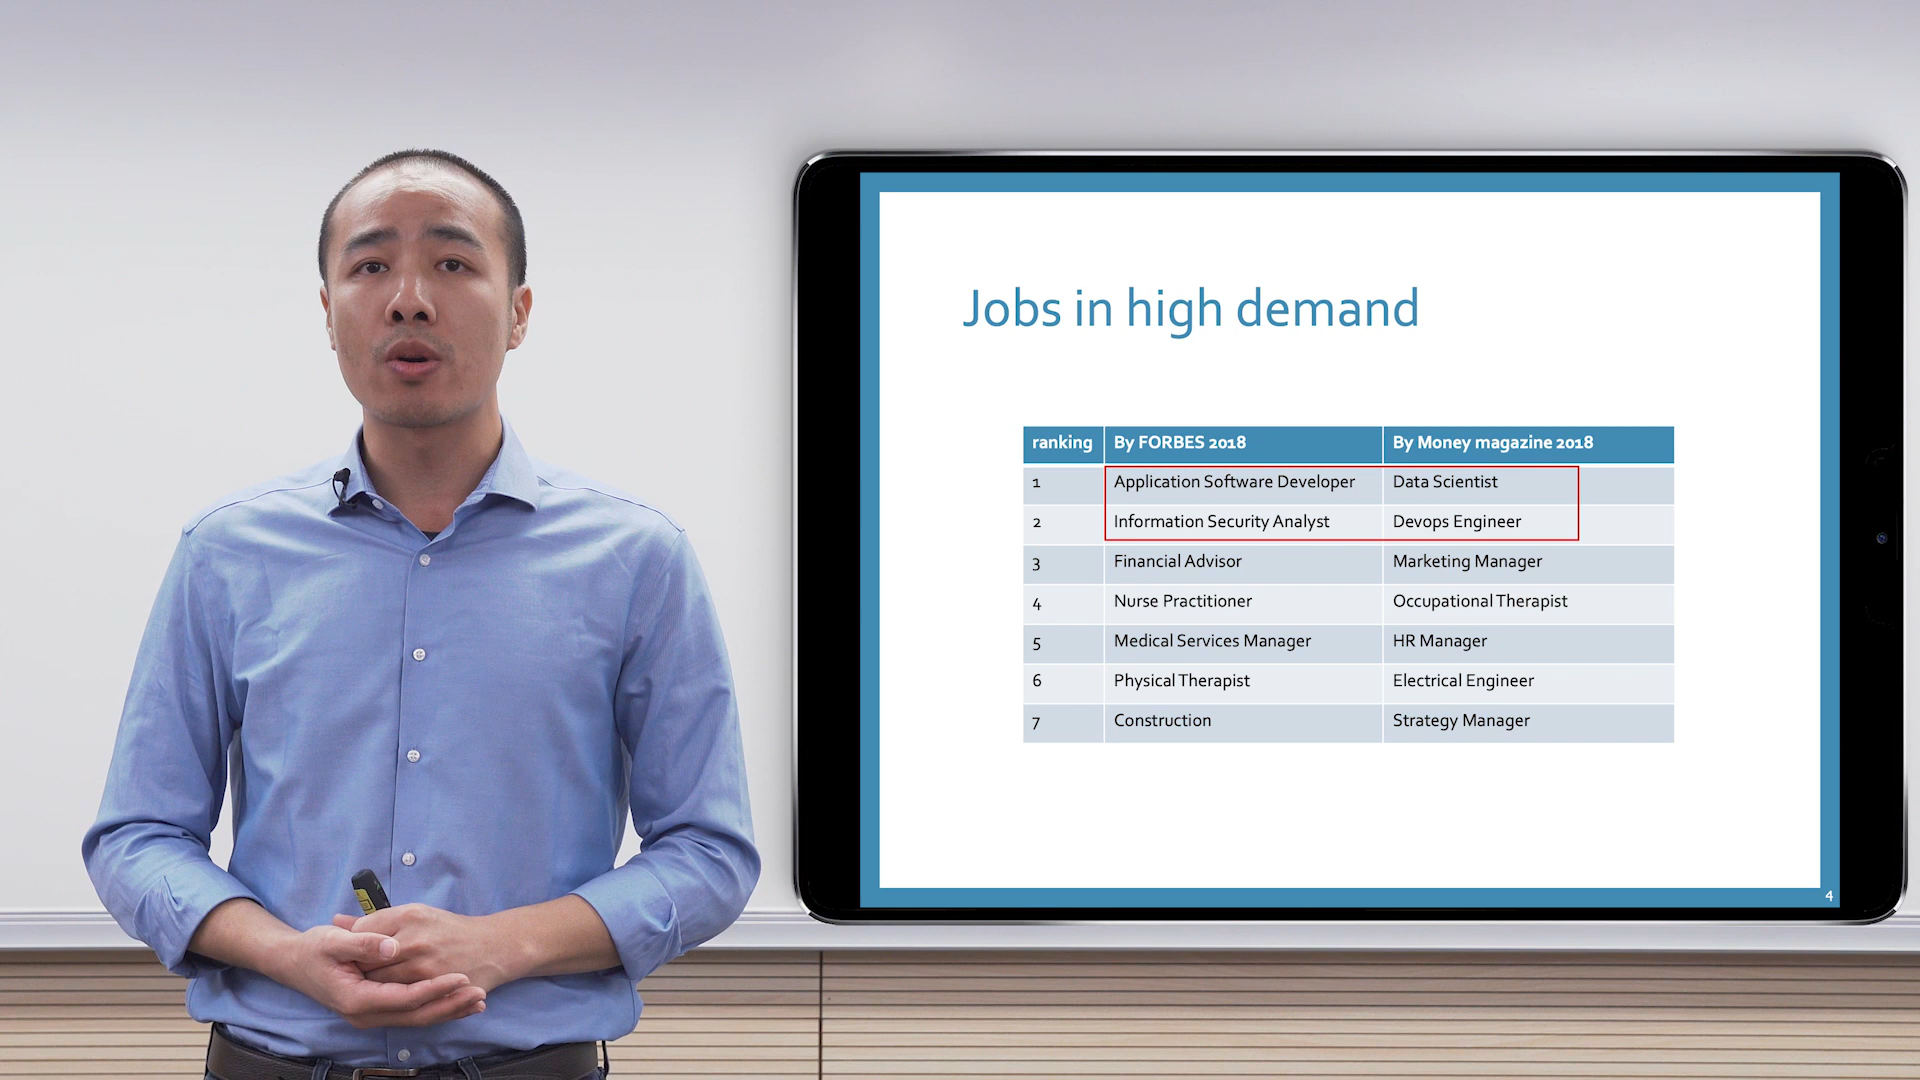 Jobs in high demand
ranking By FORBES 2018 By Money magazine 2018
1 Application Software Developer Data Scientist
2 Information Security Analyst Devops Engineer
3 Financial Advisor Marketing Manager
4 Nurse Practitioner Occupational Therapist
5 Medical Services Manager HR Manager
6 Physical Therapist Electrical Engineer
7 Construction Strategy Manager
4